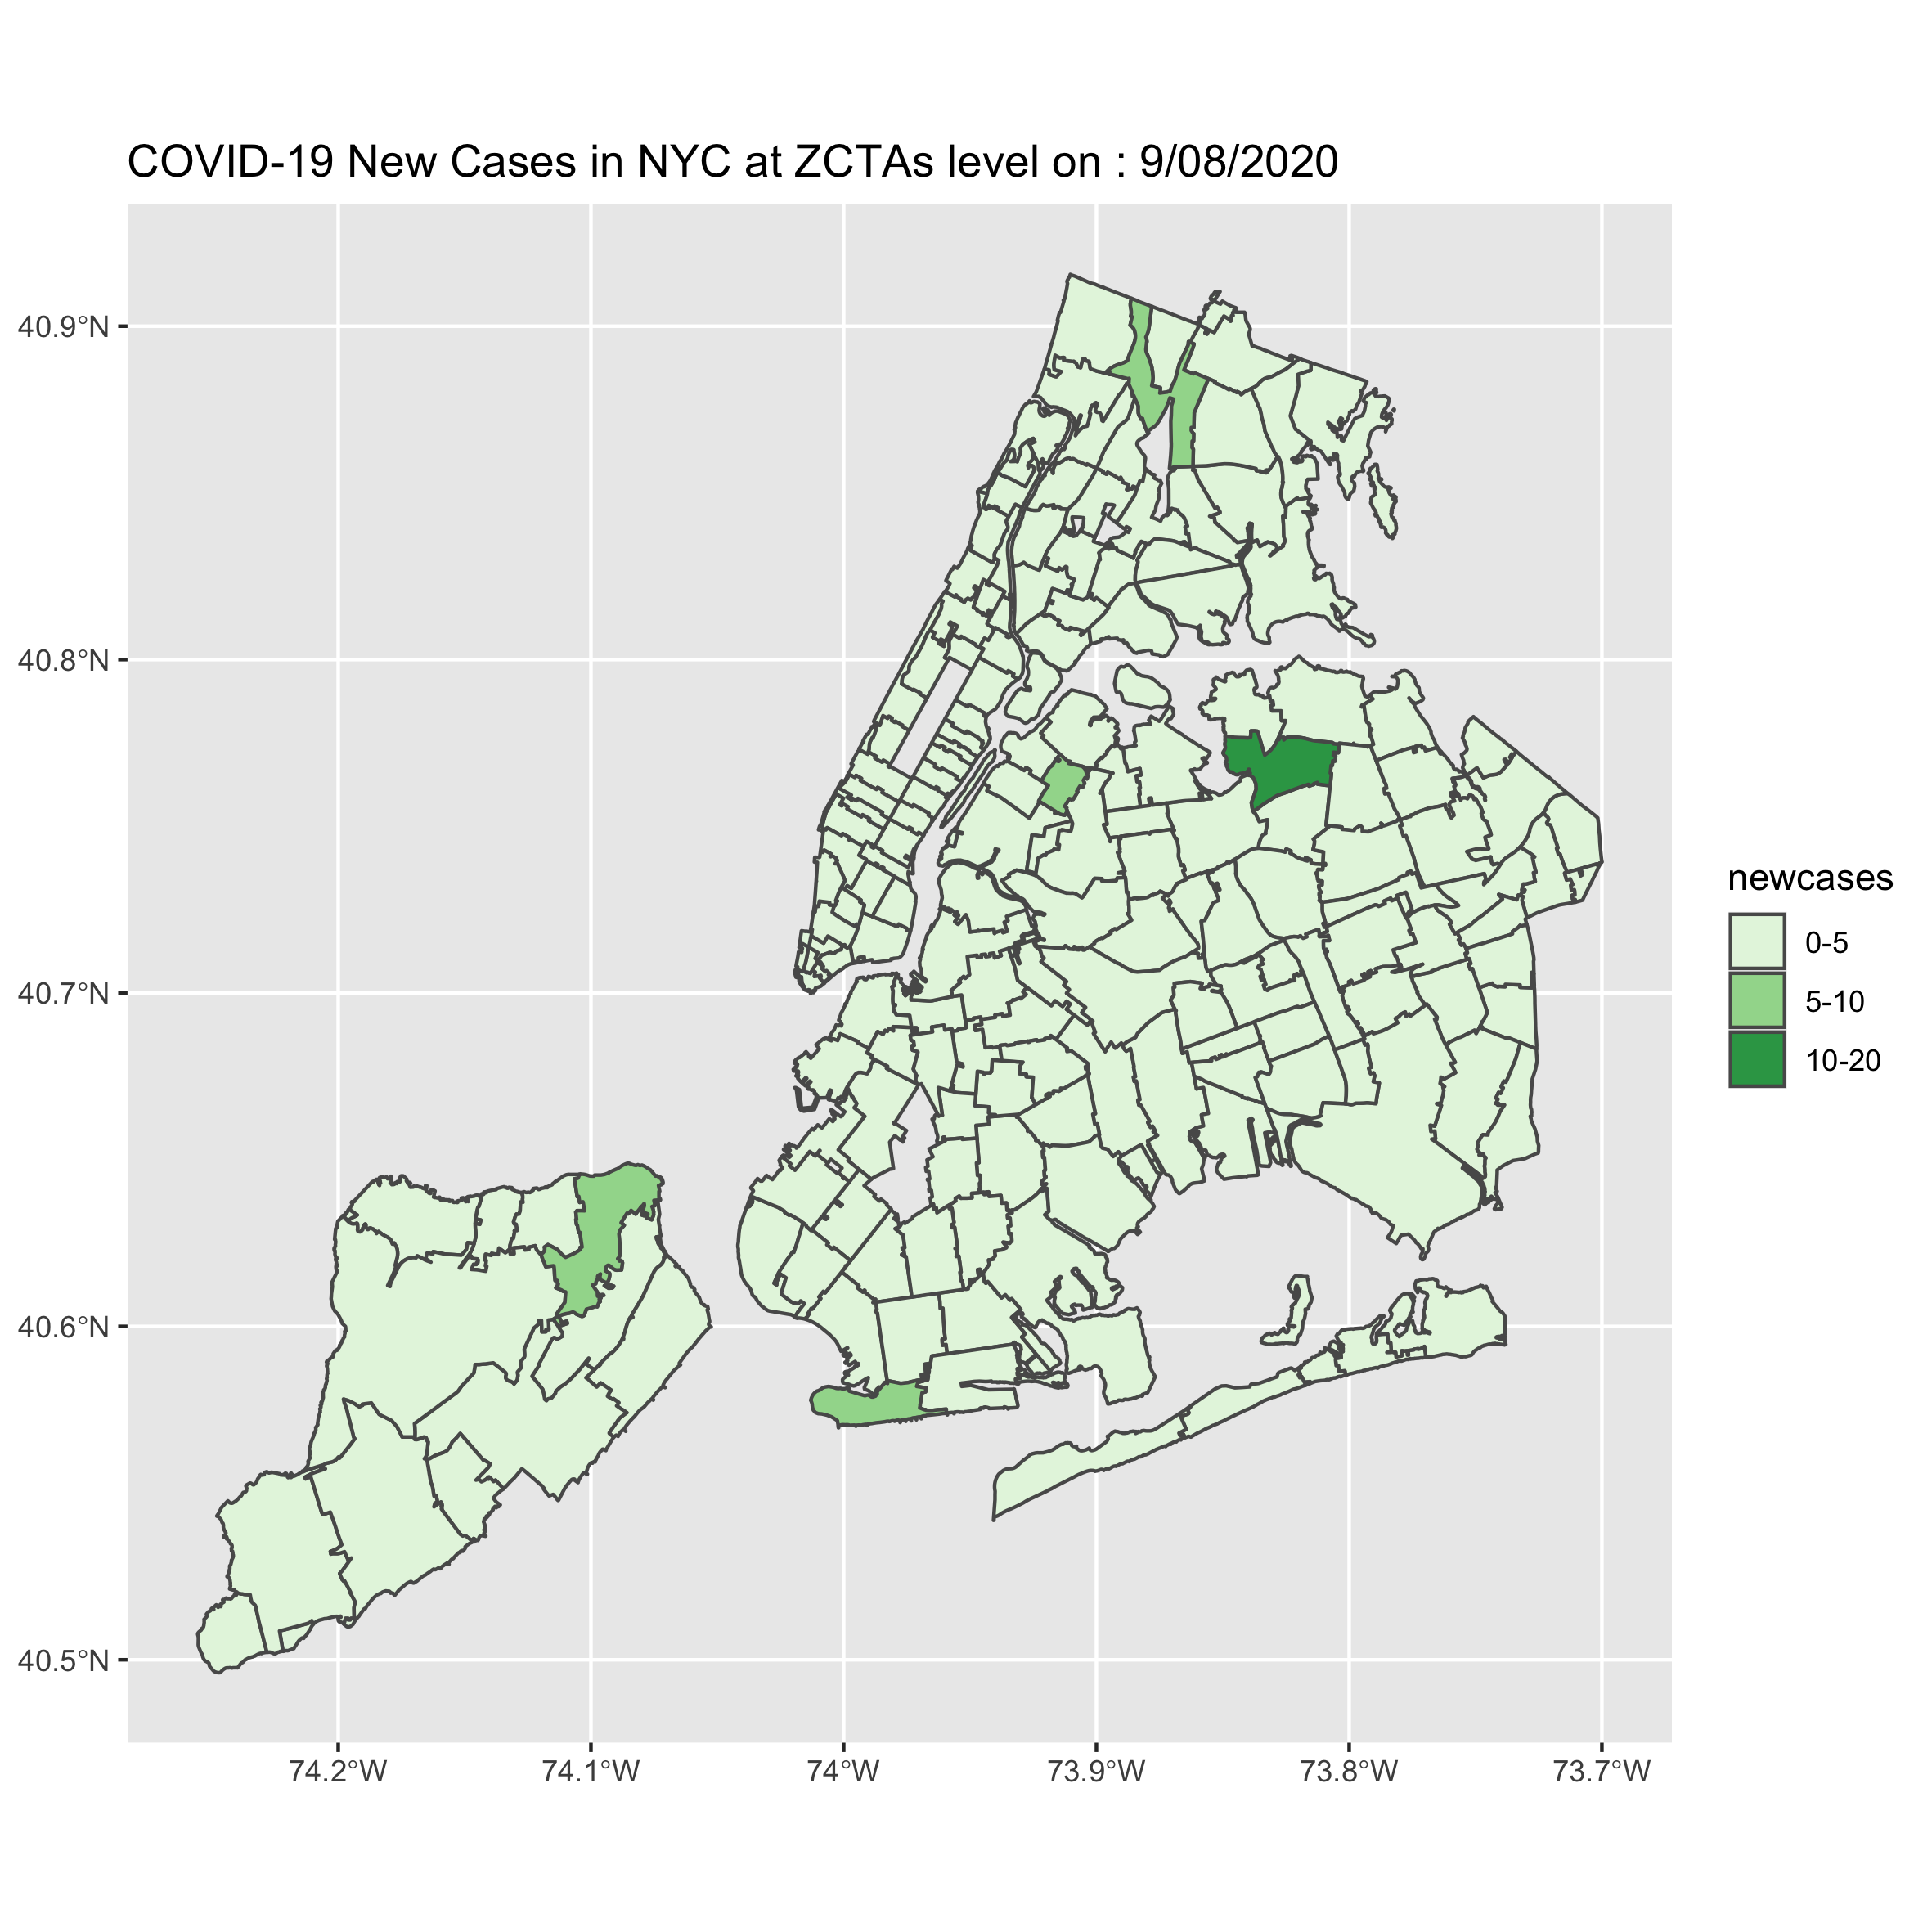 COVID-19 New Cases in NYC at ZCTAs level on : 9/08/2020
40.9°N
40.8°N
40.7°N
40.6°N
40.5°N
74.2°W
74.1°W
74°W
73.9°W
73.8°W
73.7°W
newcases
0-5
5-10
10-20